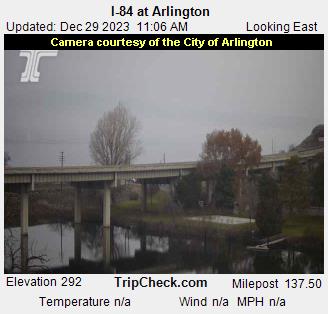 I-84 at Arlington
Updated: Dec 29 2023 11:06 AM Looking East
Camera courtesy of the City of Arlington
Elevation 292 TripCheck.com Milepost 137.50
Temperature n/a Wind n/a MPH n/a